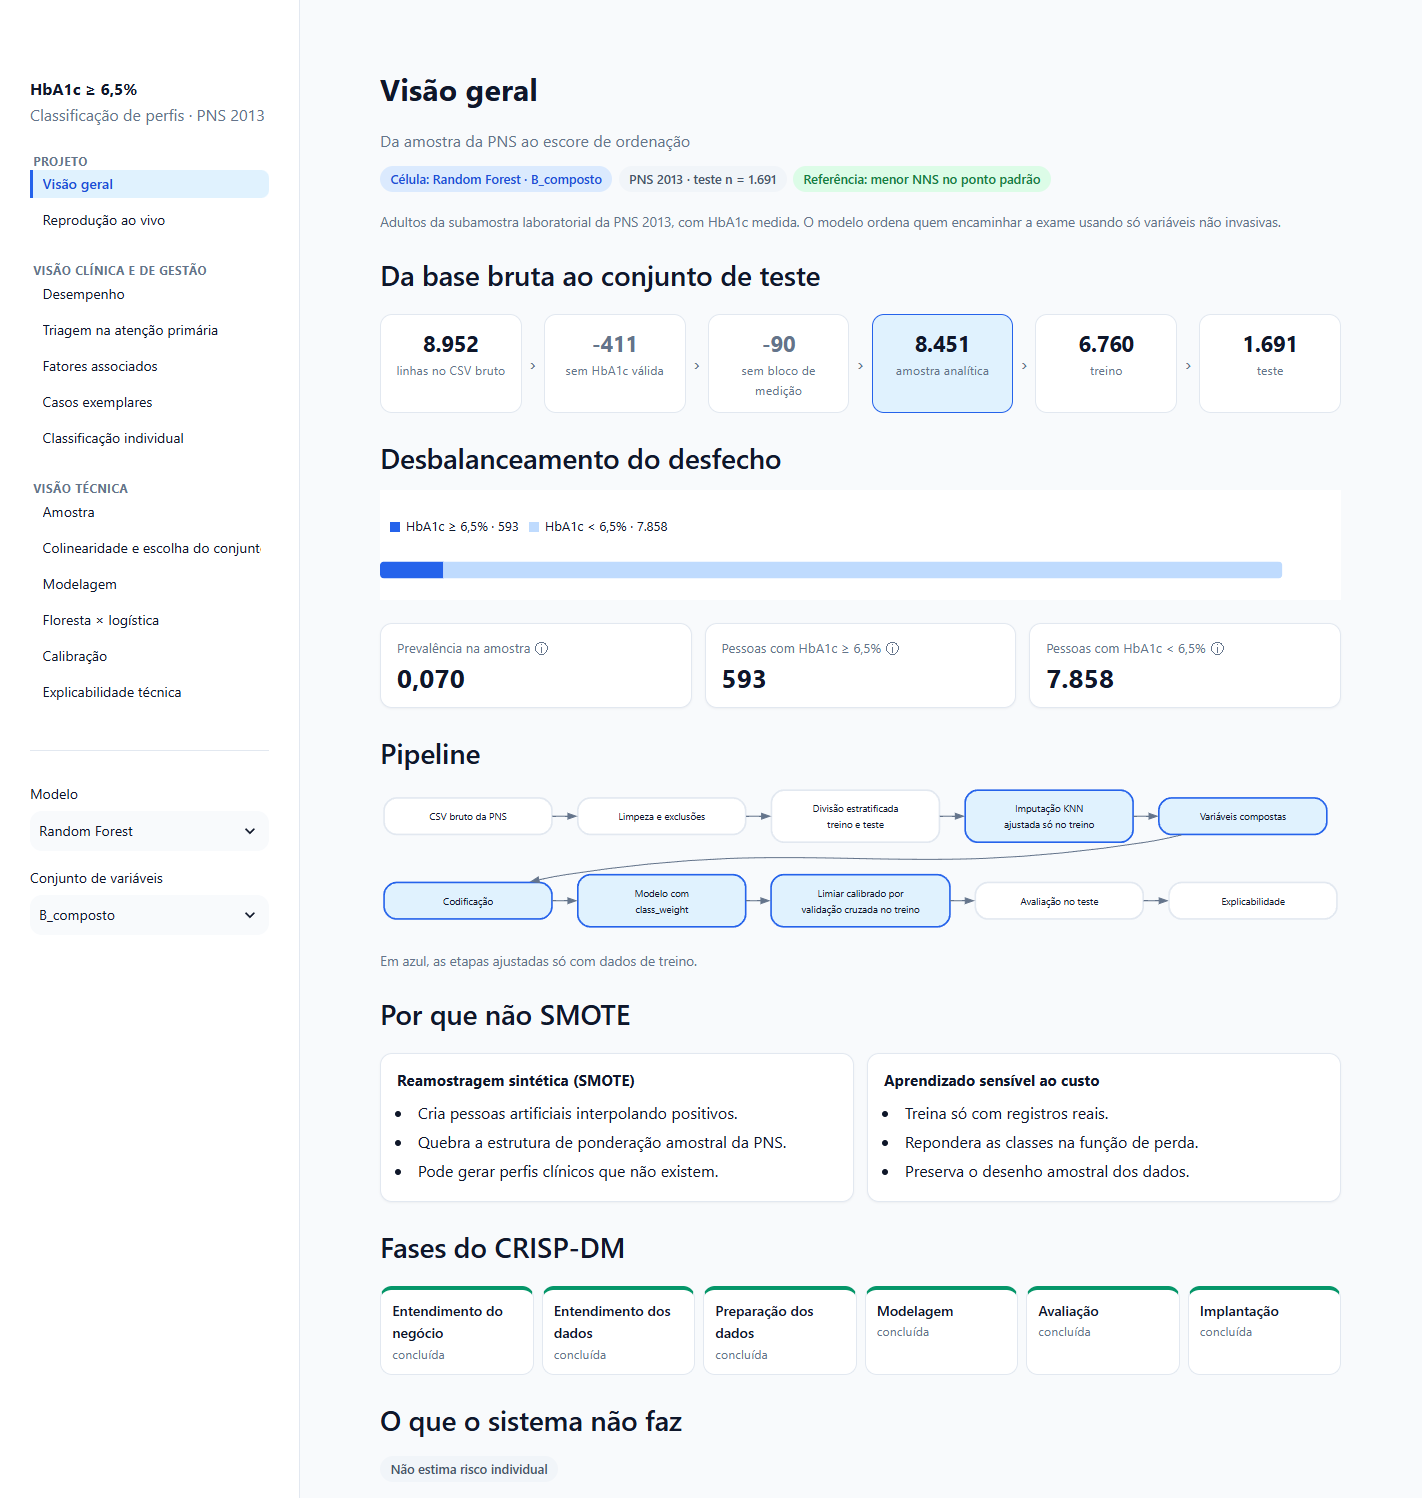 HbA1c ≥ 6,5%
Classificação de perfis · PNS 2013
PROJETO
Visão geral
Reprodução ao vivo
VISÃO CLÍNICA E DE GESTÃO
Desempenho
Triagem na atenção primária
Fatores associados
Casos exemplares
Classificação individual
VISÃO TÉCNICA
Amostra
Colinearidade e escolha do conjunt
Modelagem
Floresta × logística
Calibração
Explicabilidade técnica
Modelo
Random Forest
Conjunto de variáveis
B_composto
Visão geral
Da amostra da PNS ao escore de ordenação
Célula: Random Forest · B_composto
PNS 2013 · teste n = 1.691
Referência: menor NNS no ponto padrão
Adultos da subamostra laboratorial da PNS 2013, com HbA1c medida. O modelo ordena quem encaminhar a exame usando só variáveis não invasivas.
Da base bruta ao conjunto de teste
8.952
linhas no CSV bruto
›
-411
sem HbA1c válida
›
-90
sem bloco de
medição
›
8.451
amostra analítica
›
6.760
treino
›
1.691
teste
Desbalanceamento do desfecho
HbA1c ≥ 6,5% · 593
HbA1c < 6,5% · 7.858
Prevalência na amostra ⓘ
0,070
Pessoas com HbA1c ≥ 6,5% ⓘ
593
Pessoas com HbA1c < 6,5% ⓘ
7.858
Pipeline
CSV bruto da PNS
Limpeza e exclusões
Divisão estratificada
treino e teste
Imputação KNN
ajustada só no treino
Variáveis compostas
Codificação
Modelo com
class_weight
Limiar calibrado por
validação cruzada no treino
Avaliação no teste
Explicabilidade
Em azul, as etapas ajustadas só com dados de treino.
Por que não SMOTE
Reamostragem sintética (SMOTE)
• Cria pessoas artificiais interpolando positivos.
• Quebra a estrutura de ponderação amostral da PNS.
• Pode gerar perfis clínicos que não existem.
Aprendizado sensível ao custo
• Treina só com registros reais.
• Repondera as classes na função de perda.
• Preserva o desenho amostral dos dados.
Fases do CRISP-DM
Entendimento do
negócio
concluída
Entendimento dos
dados
concluída
Preparação dos
dados
concluída
Modelagem
concluída
Avaliação
concluída
Implantação
concluída
O que o sistema não faz
Não estima risco individual